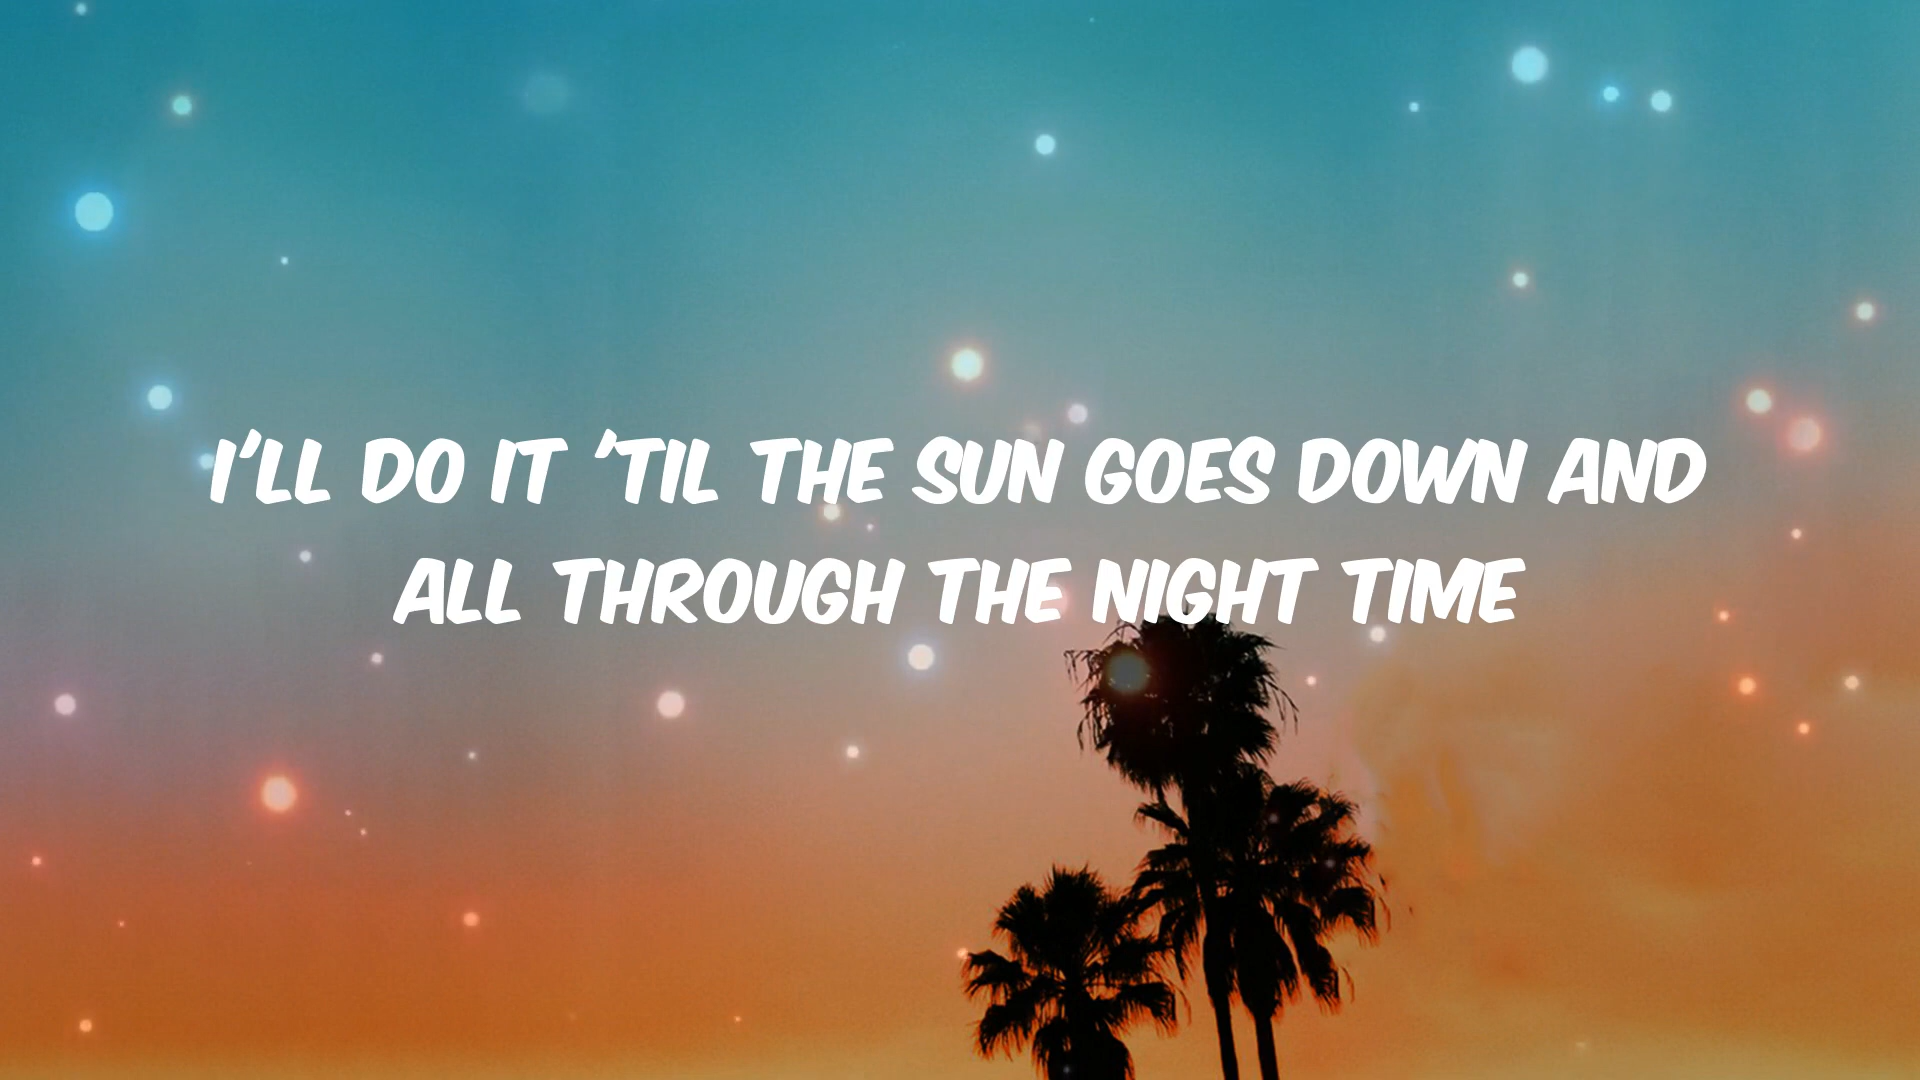 I'LL DO IT 'TIL THE SUN GOES DOWN AND
ALL THROUGH THE NIGHT TIME